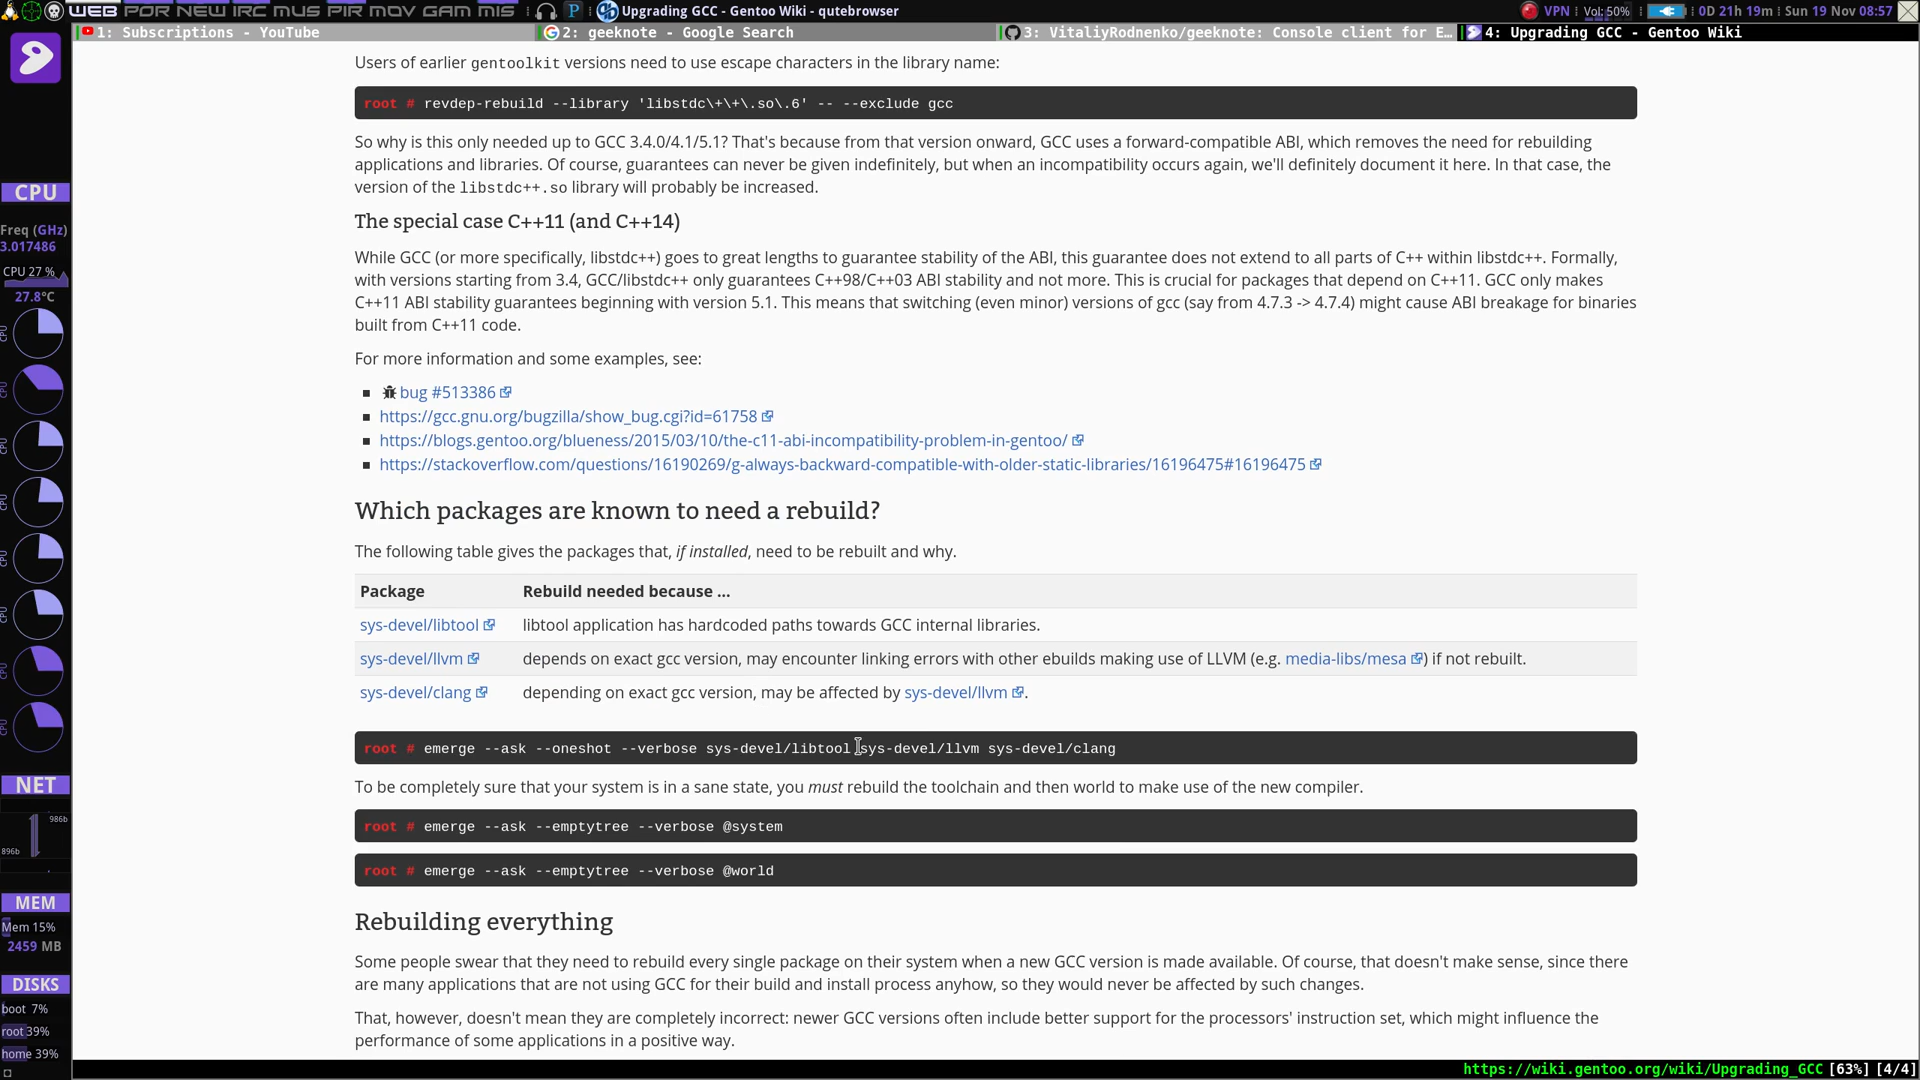 WEB POR NEW IRC MUS PIR MOV GAM MIS
P
Upgrading GCC - Gentoo Wiki - qutebrowser
VPN Vol: 50% 0D 21h 19m Sun 19 Nov 08:57
1: Subscriptions - YouTube
2: geeknote - Google Search
3: VitaliyRodnenko/geeknote: Console client for E…
4: Upgrading GCC - Gentoo Wiki
CPU
Freq (GHz)
3.017486
CPU 27 %
27.8°C
CPU
CPU
CPU
CPU
CPU
CPU
CPU
CPU
NET
986b
896b
MEM
Mem 15%
2459 MB
DISKS
boot 7%
root 39%
home 39%
Users of earlier gentoolkit versions need to use escape characters in the library name:
root # revdep-rebuild --library 'libstdc\+\+\.so\.6' -- --exclude gcc
So why is this only needed up to GCC 3.4.0/4.1/5.1? That's because from that version onward, GCC uses a forward-compatible ABI, which removes the need for rebuilding
applications and libraries. Of course, guarantees can never be given indefinitely, but when an incompatibility occurs again, we'll definitely document it here. In that case, the
version of the libstdc++.so library will probably be increased.
The special case C++11 (and C++14)
While GCC (or more specifically, libstdc++) goes to great lengths to guarantee stability of the ABI, this guarantee does not extend to all parts of C++ within libstdc++. Formally,
with versions starting from 3.4, GCC/libstdc++ only guarantees C++98/C++03 ABI stability and not more. This is crucial for packages that depend on C++11. GCC only makes
C++11 ABI stability guarantees beginning with version 5.1. This means that switching (even minor) versions of gcc (say from 4.7.3 -> 4.7.4) might cause ABI breakage for binaries
built from C++11 code.
For more information and some examples, see:
bug #513386
https://gcc.gnu.org/bugzilla/show_bug.cgi?id=61758
https://blogs.gentoo.org/blueness/2015/03/10/the-c11-abi-incompatibility-problem-in-gentoo/
https://stackoverflow.com/questions/16190269/g-always-backward-compatible-with-older-static-libraries/16196475#16196475
Which packages are known to need a rebuild?
The following table gives the packages that, if installed, need to be rebuilt and why.
Package Rebuild needed because ...
sys-devel/libtool libtool application has hardcoded paths towards GCC internal libraries.
sys-devel/llvm depends on exact gcc version, may encounter linking errors with other ebuilds making use of LLVM (e.g. media-libs/mesa) if not rebuilt.
sys-devel/clang depending on exact gcc version, may be affected by sys-devel/llvm.
root # emerge --ask --oneshot --verbose sys-devel/libtool sys-devel/llvm sys-devel/clang
To be completely sure that your system is in a sane state, you must rebuild the toolchain and then world to make use of the new compiler.
root # emerge --ask --emptytree --verbose @system
root # emerge --ask --emptytree --verbose @world
Rebuilding everything
Some people swear that they need to rebuild every single package on their system when a new GCC version is made available. Of course, that doesn't make sense, since there
are many applications that are not using GCC for their build and install process anyhow, so they would never be affected by such changes.
That, however, doesn't mean they are completely incorrect: newer GCC versions often include better support for the processors' instruction set, which might influence the
performance of some applications in a positive way.
https://wiki.gentoo.org/wiki/Upgrading_GCC [63%] [4/4]